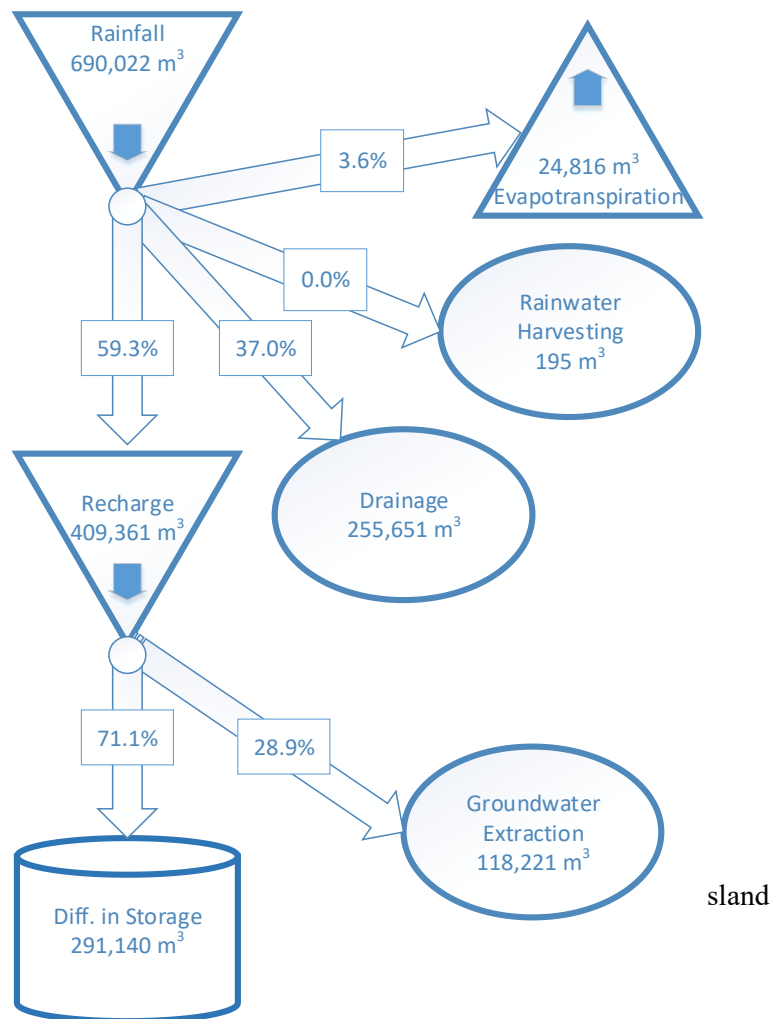 Rainfall
690,022 m³
3.6%
24,816 m³
Evapotranspiration
0.0%
Rainwater
Harvesting
195 m³
59.3%
37.0%
Recharge
409,361 m³
Drainage
255,651 m³
71.1%
28.9%
Groundwater
Extraction
118,221 m³
sland
Diff. in Storage
291,140 m³